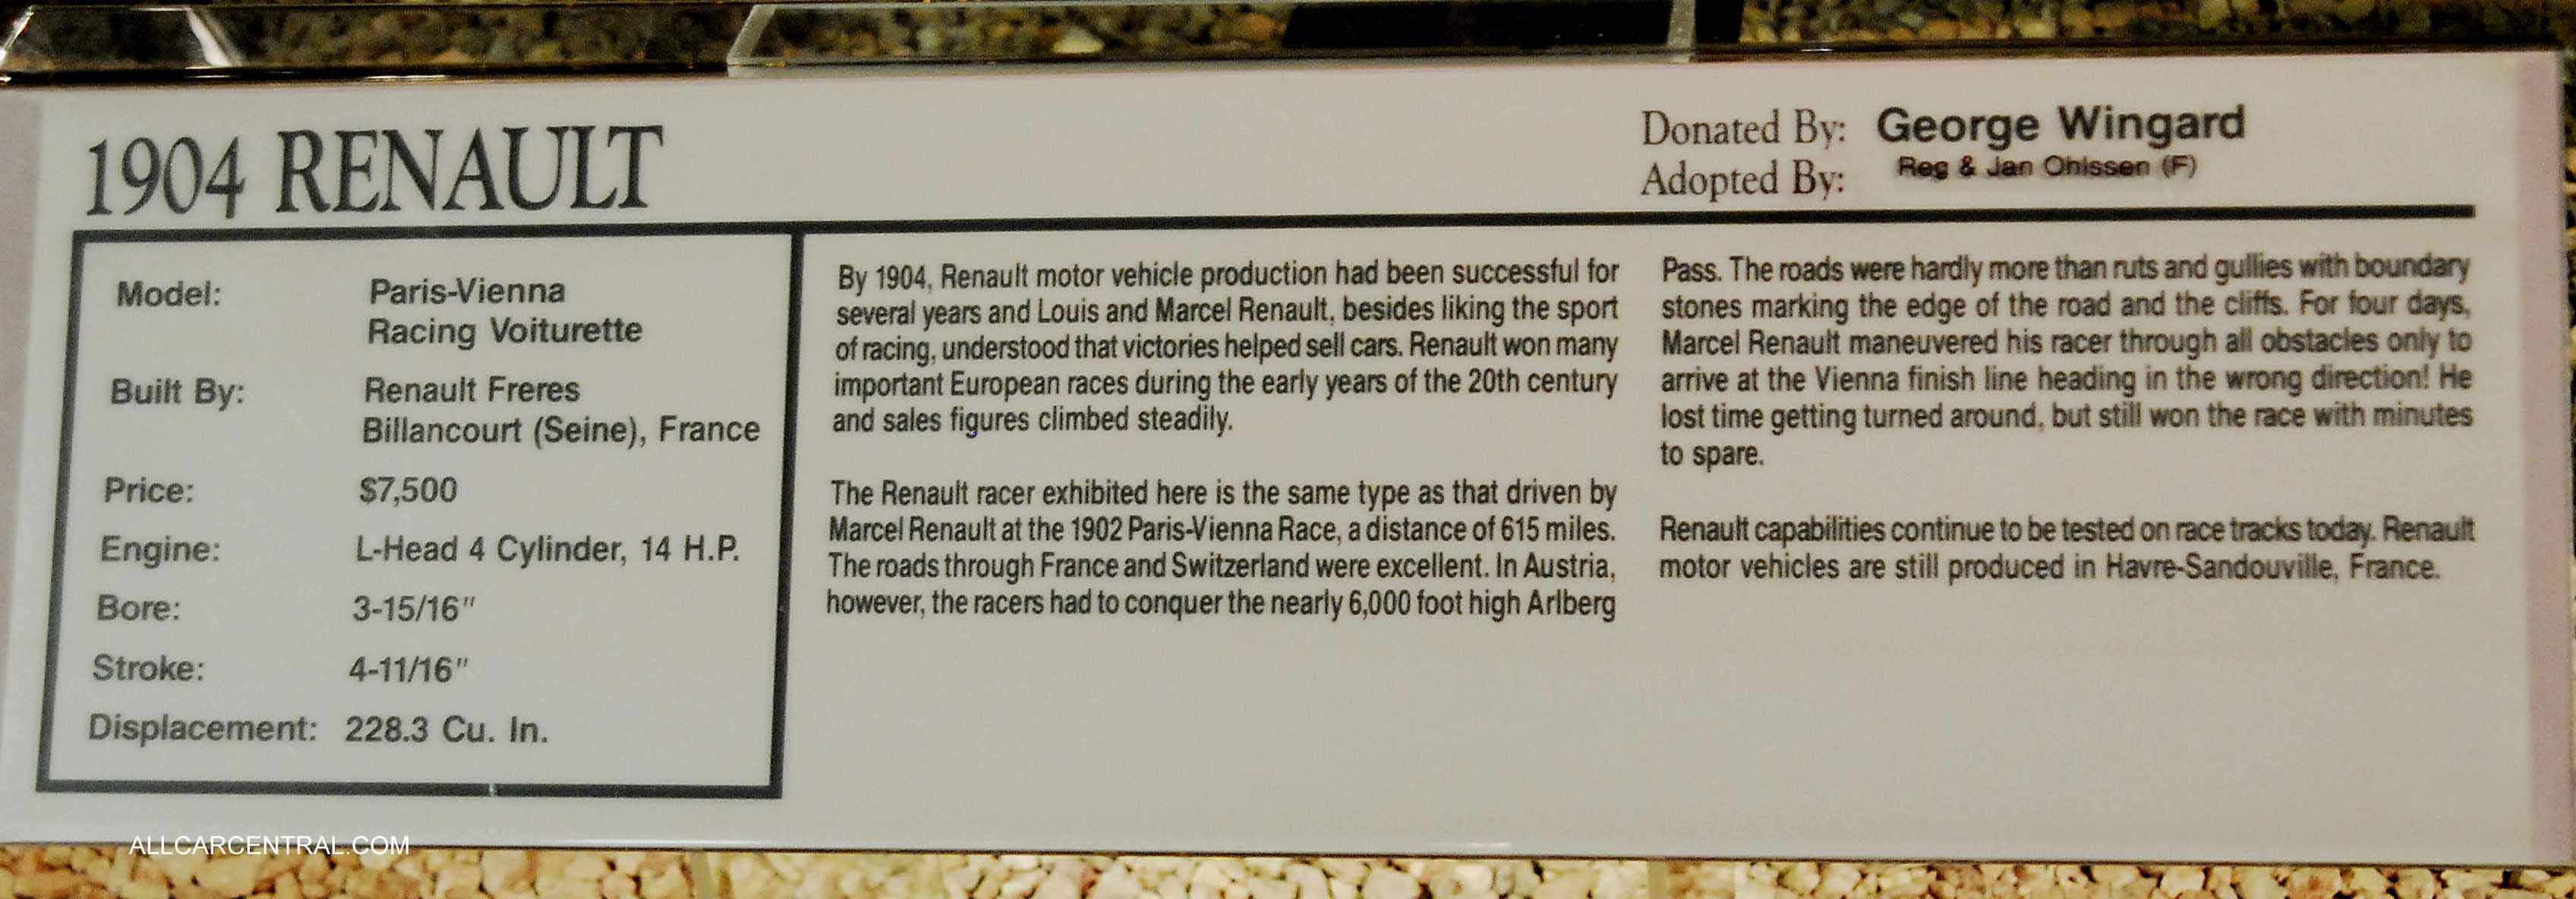 1904 RENAULT
Donated By: George Wingard
Adopted By: Reg & Jan Ohlssen (F)
Model: Paris-Vienna
Racing Voiturette
Built By: Renault Freres
Billancourt (Seine), France
Price: $7,500
Engine: L-Head 4 Cylinder, 14 H.P.
Bore: 3-15/16"
Stroke: 4-11/16"
Displacement: 228.3 Cu. In.
By 1904, Renault motor vehicle production had been successful for
several years and Louis and Marcel Renault, besides liking the sport
of racing, understood that victories helped sell cars. Renault won many
important European races during the early years of the 20th century
and sales figures climbed steadily.
The Renault racer exhibited here is the same type as that driven by
Marcel Renault at the 1902 Paris-Vienna Race, a distance of 615 miles.
The roads through France and Switzerland were excellent. In Austria,
however, the racers had to conquer the nearly 6,000 foot high Arlberg
Pass. The roads were hardly more than ruts and gullies with boundary
stones marking the edge of the road and the cliffs. For four days,
Marcel Renault maneuvered his racer through all obstacles only to
arrive at the Vienna finish line heading in the wrong direction! He
lost time getting turned around, but still won the race with minutes
to spare.
Renault capabilities continue to be tested on race tracks today. Renault
motor vehicles are still produced in Havre-Sandouville, France.
ALLCARCENTRAL.COM